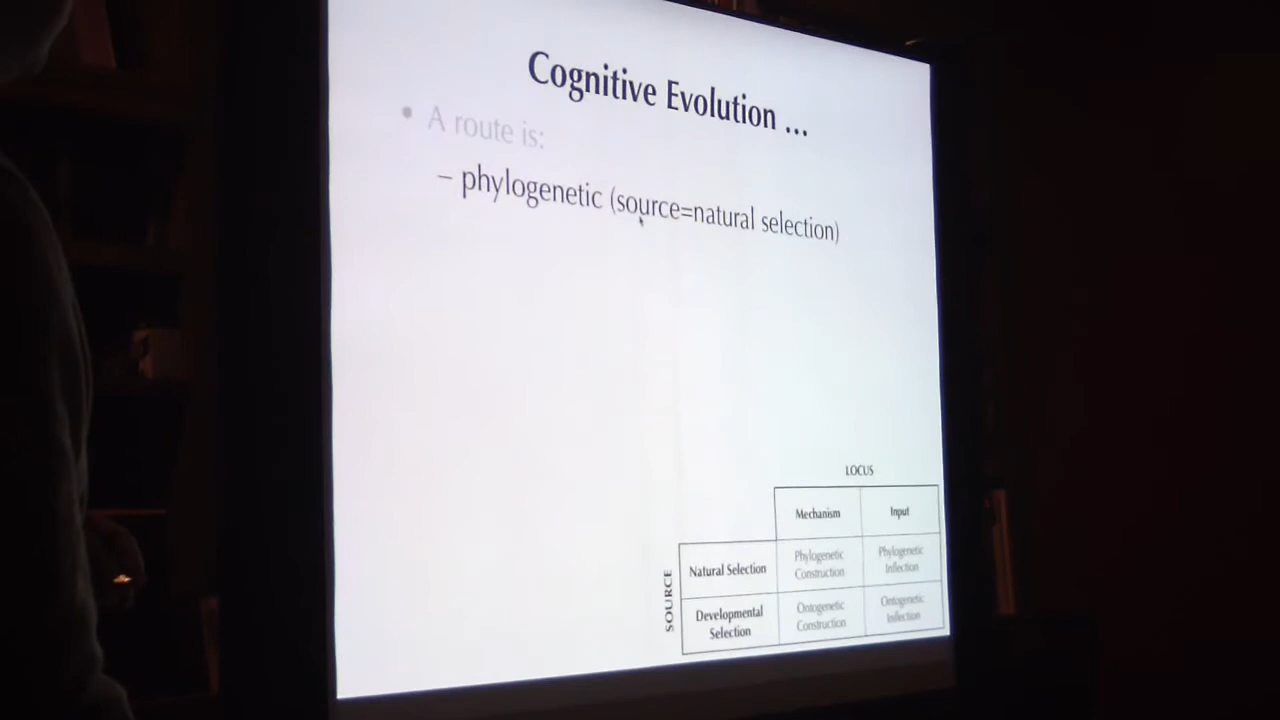 Cognitive Evolution ...
• A route is:
– phylogenetic (source=natural selection)
LOCUS
Mechanism
Input
SOURCE
Natural Selection
Phylogenetic
Construction
Phylogenetic
Inflection
Developmental
Selection
Ontogenetic
Construction
Ontogenetic
Inflection